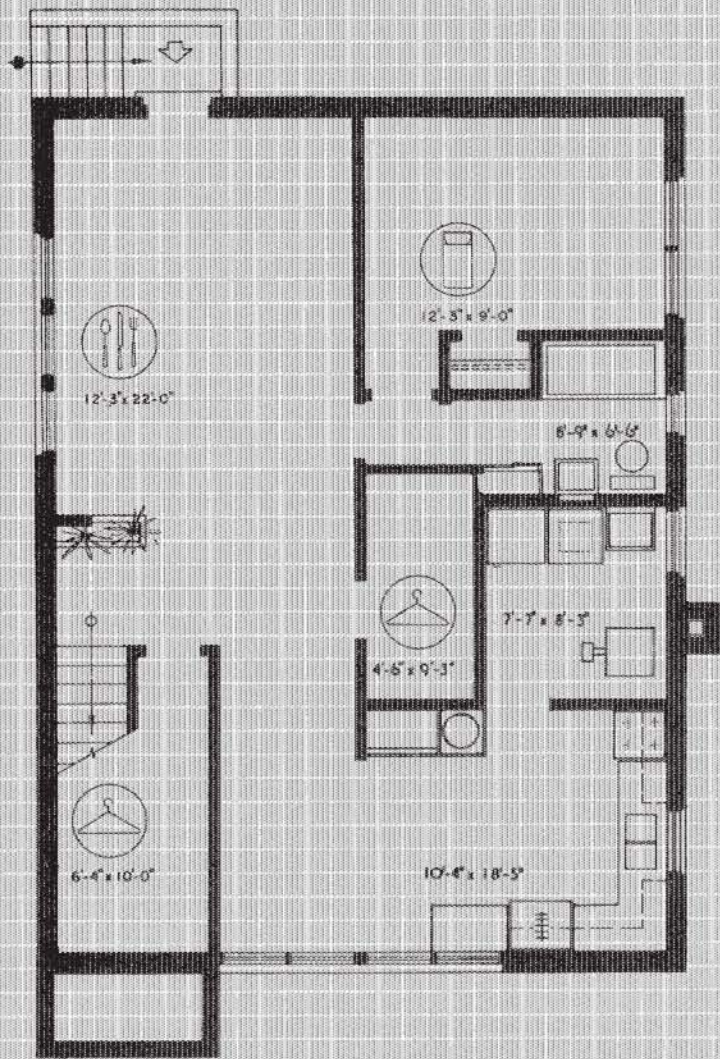 12'-3" x 9'-0"
12'-3" x 22'-0"
8'-9" x 6'-6"
7'-7" x 8'-3"
4'-6" x 9'-3"
6'-4" x 10'-0"
10'-4" x 18'-5"